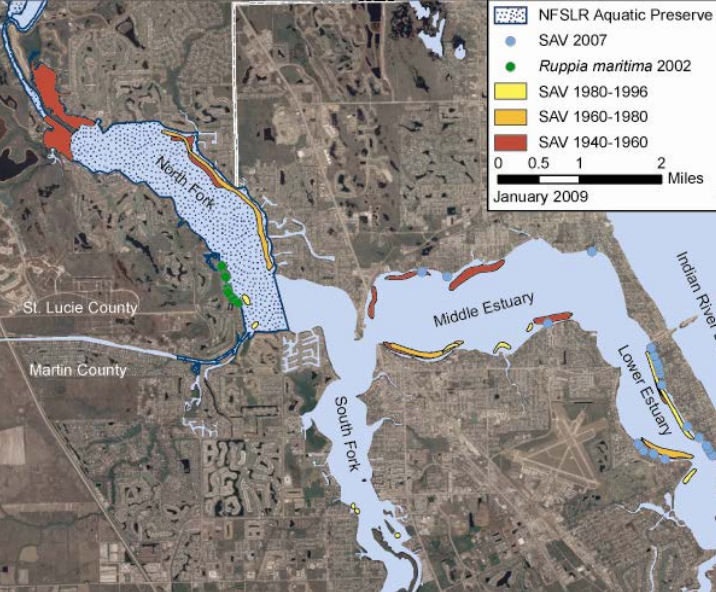 NFSLR Aquatic Preserve
SAV 2007
Ruppia maritima 2002
SAV 1980-1996
SAV 1960-1980
SAV 1940-1960
0 0.5 1 2
Miles
January 2009
North Fork
St. Lucie County
Martin County
Middle Estuary
South Fork
Lower Estuary
Indian River